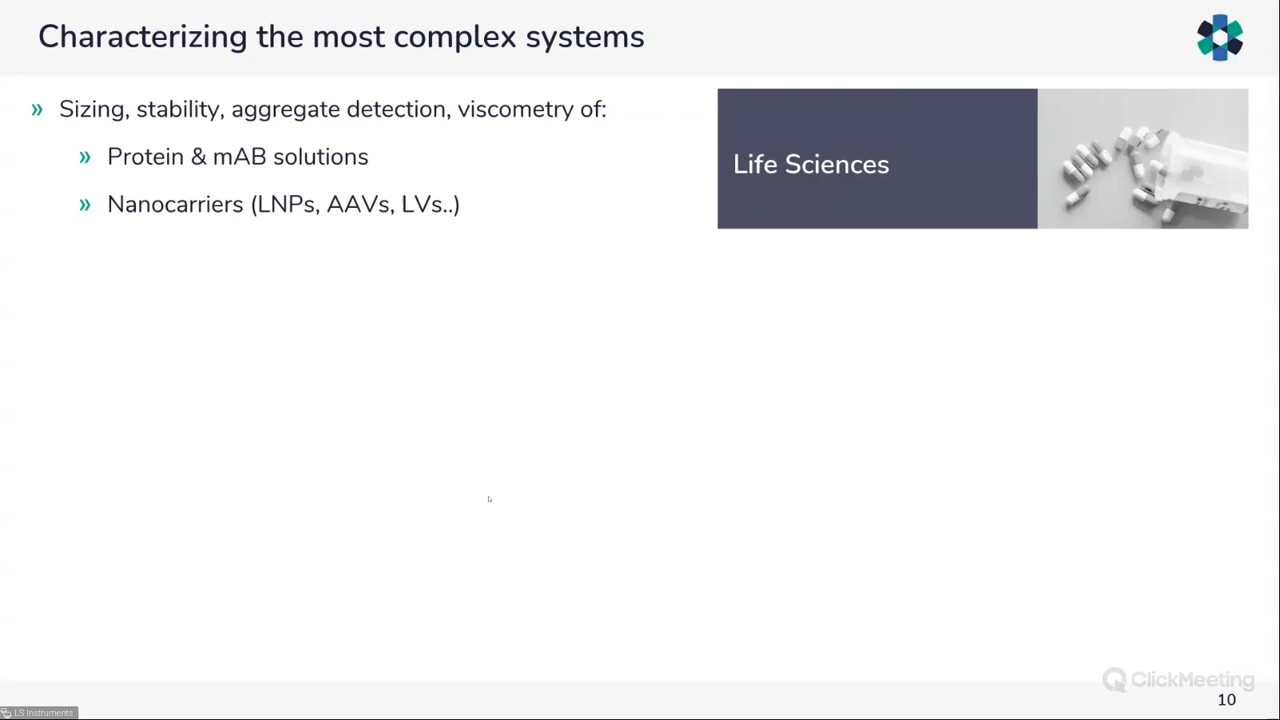 Characterizing the most complex systems
» Sizing, stability, aggregate detection, viscometry of:
» Protein & mAB solutions
» Nanocarriers (LNPs, AAVs, LVs..)
Life Sciences
ClickMeeting
10
LS Instruments